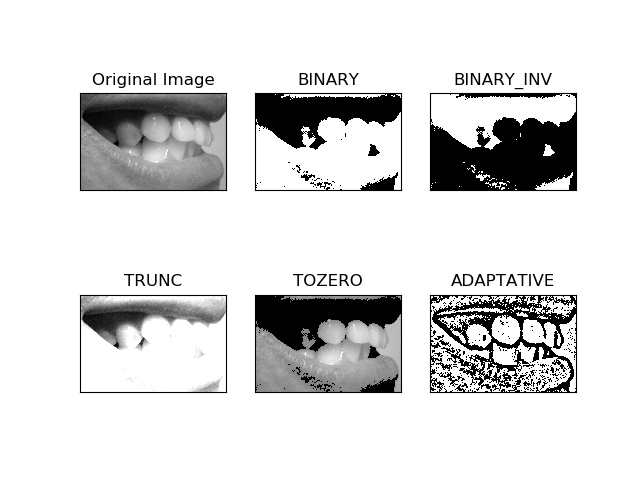 Original Image
BINARY
BINARY_INV
TRUNC
TOZERO
ADAPTATIVE